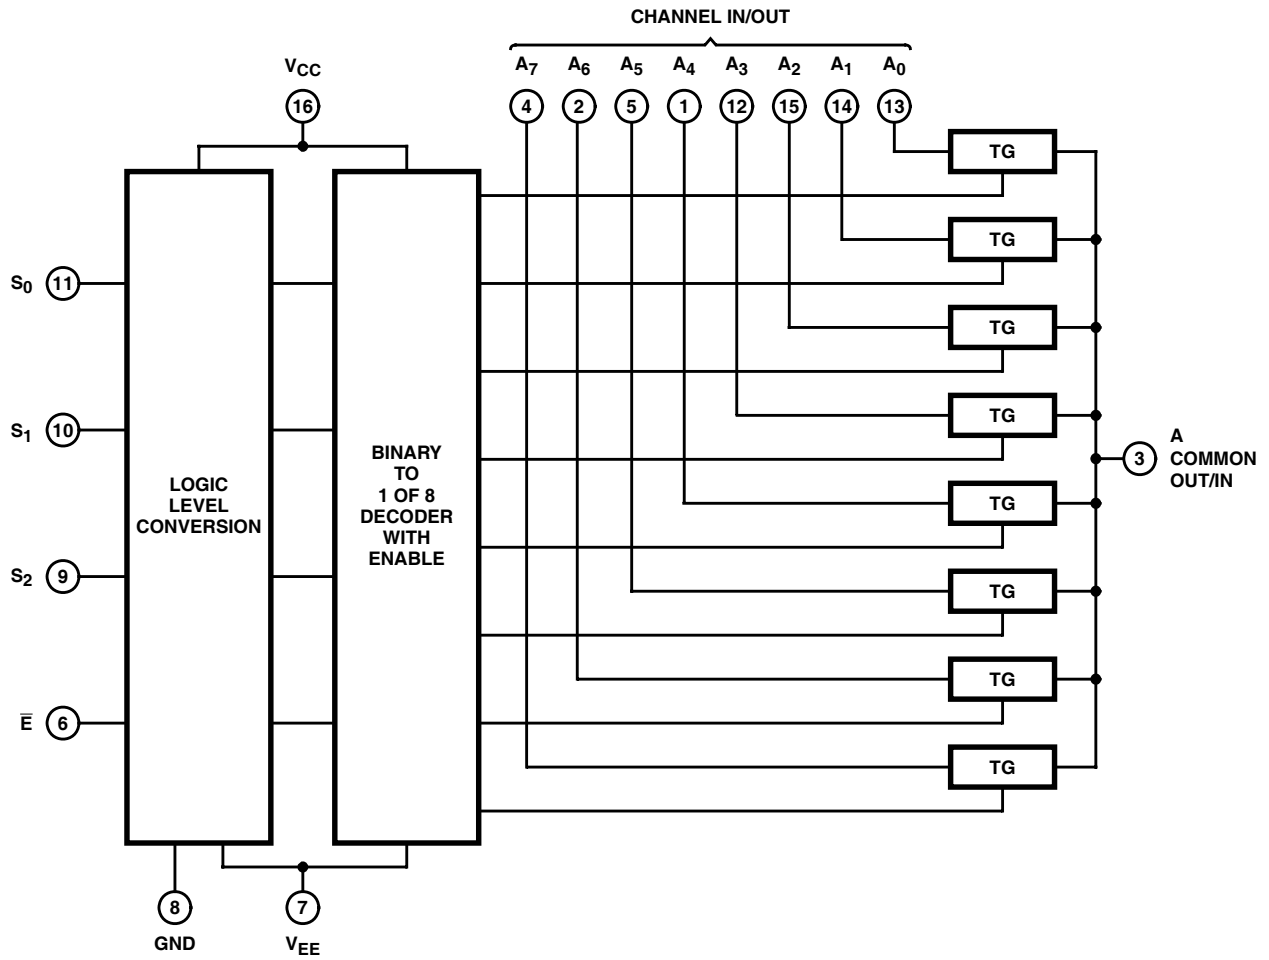 CHANNEL IN/OUT
A7 A6 A5 A4 A3 A2 A1 A0
4 2 5 1 12 15 14 13
VCC
16
TG
TG
TG
TG
TG
TG
TG
TG
S0 11
S1 10
S2 9
E̅ 6
LOGIC
LEVEL
CONVERSION
BINARY
TO
1 OF 8
DECODER
WITH
ENABLE
3
A
COMMON
OUT/IN
8
GND
7
VEE